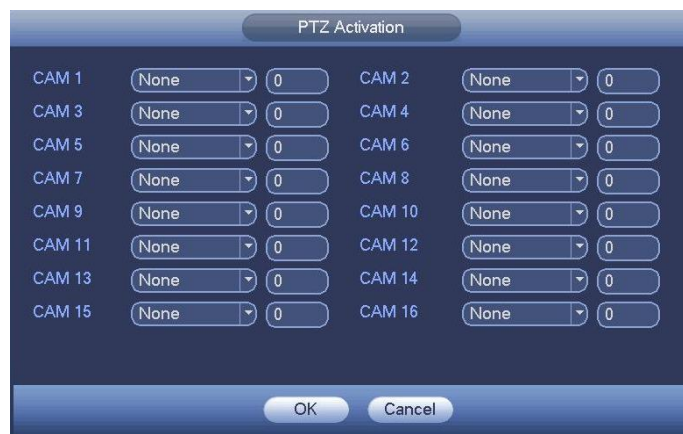 PTZ Activation
CAM 1 None 0 CAM 2 None 0
CAM 3 None 0 CAM 4 None 0
CAM 5 None 0 CAM 6 None 0
CAM 7 None 0 CAM 8 None 0
CAM 9 None 0 CAM 10 None 0
CAM 11 None 0 CAM 12 None 0
CAM 13 None 0 CAM 14 None 0
CAM 15 None 0 CAM 16 None 0
OK Cancel